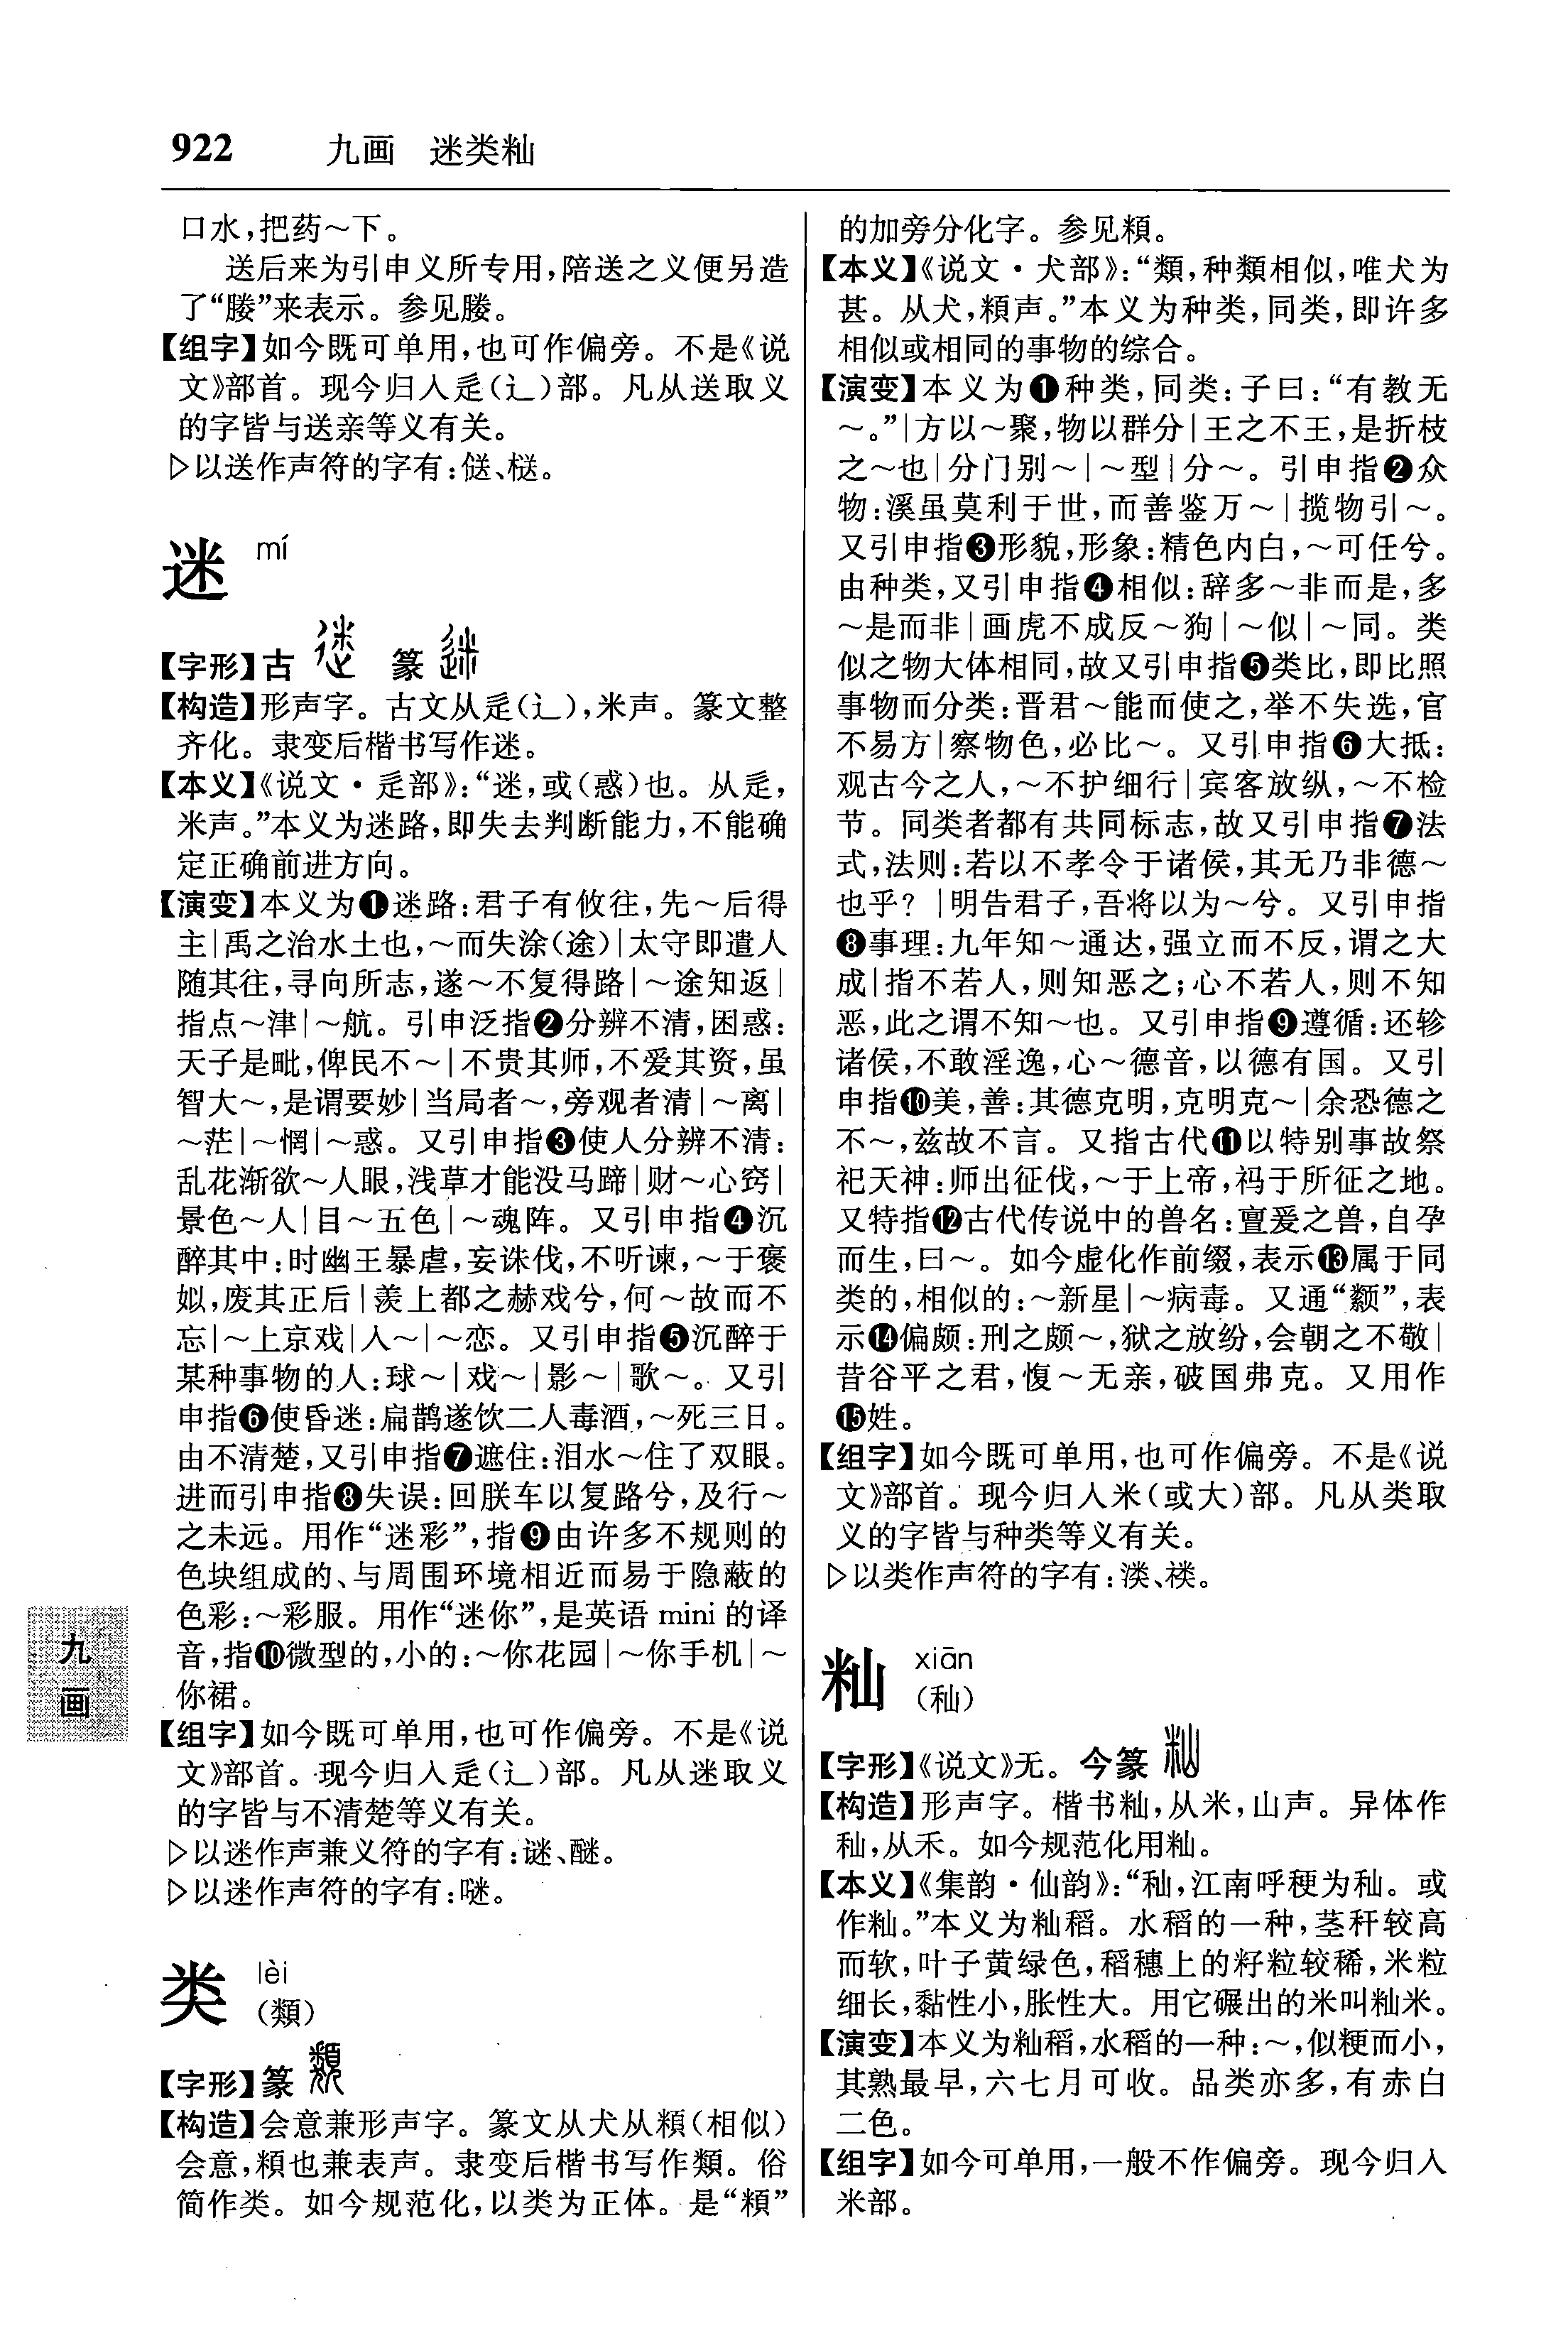 922 九画 迷类籼
口水,把药～下。
送后来为引申义所专用,陪送之义便另造
了“媵”来表示。参见媵。
【组字】如今既可单用,也可作偏旁。不是《说
文》部首。现今归入辵(辶)部。凡从送取义
的字皆与送亲等义有关。
▷以送作声符的字有:𠊩、㮸。
迷 mí
【字形】古 篆
【构造】形声字。古文从辵(辶),米声。篆文整
齐化。隶变后楷书写作迷。
【本义】《说文·辵部》:“迷,或(惑)也。从辵,
米声。”本义为迷路,即失去判断能力,不能确
定正确前进方向。
【演变】本义为❶迷路:君子有攸往,先～后得
主|禹之治水土也,～而失涂(途)|太守即遣人
随其往,寻向所志,遂～不复得路|～途知返|
指点～津|～航。引申泛指❷分辨不清,困惑:
天子是毗,俾民不～|不贵其师,不爱其资,虽
智大～,是谓要妙|当局者～,旁观者清|～离|
～茫|～惘|～惑。又引申指❸使人分辨不清:
乱花渐欲～人眼,浅草才能没马蹄|财～心窍|
景色～人|目～五色|～魂阵。又引申指❹沉
醉其中:时幽王暴虐,妄诛伐,不听谏,～于褒
姒,废其正后|羡上都之赫戏兮,何～故而不
忘|～上京戏|入～|～恋。又引申指❺沉醉于
某种事物的人:球～|戏～|影～|歌～。又引
申指❻使昏迷:扁鹊遂饮二人毒酒,～死三日。
由不清楚,又引申指❼遮住:泪水～住了双眼。
进而引申指❽失误:回朕车以复路兮,及行～
之未远。用作“迷彩”,指❾由许多不规则的
色块组成的、与周围环境相近而易于隐蔽的
色彩:～彩服。用作“迷你”,是英语 mini 的译
音,指❿微型的,小的:～你花园|～你手机|～
你裙。
【组字】如今既可单用,也可作偏旁。不是《说
文》部首。现今归入辵(辶)部。凡从迷取义
的字皆与不清楚等义有关。
▷以迷作声兼义符的字有:谜、醚。
▷以迷作声符的字有:咪。
类 lèi
(類)
【字形】篆
【构造】会意兼形声字。篆文从犬从頪(相似)
会意,頪也兼表声。隶变后楷书写作類。俗
简作类。如今规范化,以类为正体。是“頪”
的加旁分化字。参见頪。
【本义】《说文·犬部》:“類,种類相似,唯犬为
甚。从犬,頪声。”本义为种类,同类,即许多
相似或相同的事物的综合。
【演变】本义为❶种类,同类:子曰:“有教无
～。”|方以～聚,物以群分|王之不王,是折枝
之～也|分门别～|～型|分～。引申指❷众
物:溪虽莫利于世,而善鉴万～|揽物引～。
又引申指❸形貌,形象:精色内白,～可任兮。
由种类,又引申指❹相似:辞多～非而是,多
～是而非|画虎不成反～狗|～似|～同。类
似之物大体相同,故又引申指❺类比,即比照
事物而分类:晋君～能而使之,举不失选,官
不易方|察物色,必比～。又引申指❻大抵:
观古今之人,～不护细行|宾客放纵,～不检
节。同类者都有共同标志,故又引申指❼法
式,法则:若以不孝令于诸侯,其无乃非德～
也乎?|明告君子,吾将以为～兮。又引申指
❽事理:九年知～通达,强立而不反,谓之大
成|指不若人,则知恶之;心不若人,则不知
恶,此之谓不知～也。又引申指❾遵循:还轸
诸侯,不敢淫逸,心～德音,以德有国。又引
申指❿美,善:其德克明,克明克～|余恐德之
不～,兹故不言。又指古代⓫以特别事故祭
祀天神:师出征伐,～于上帝,祃于所征之地。
又特指⓬古代传说中的兽名:亶爰之兽,自孕
而生,曰～。如今虚化作前缀,表示⓭属于同
类的,相似的:～新星|～病毒。又通“颣”,表
示⓮偏颇:刑之颇～,狱之放纷,会朝之不敬|
昔谷平之君,愎～无亲,破国弗克。又用作
⓯姓。
【组字】如今既可单用,也可作偏旁。不是《说
文》部首。现今归入米(或大)部。凡从类取
义的字皆与种类等义有关。
▷以类作声符的字有:㳵、禷。
籼 xiān
(秈)
【字形】《说文》无。今篆
【构造】形声字。楷书籼,从米,山声。异体作
秈,从禾。如今规范化用籼。
【本义】《集韵·仙韵》:“秈,江南呼稉为秈。或
作籼。”本义为籼稻。水稻的一种,茎秆较高
而软,叶子黄绿色,稻穗上的籽粒较稀,米粒
细长,黏性小,胀性大。用它碾出的米叫籼米。
【演变】本义为籼稻,水稻的一种:～,似粳而小,
其熟最早,六七月可收。品类亦多,有赤白
二色。
【组字】如今可单用,一般不作偏旁。现今归入
米部。
九
画